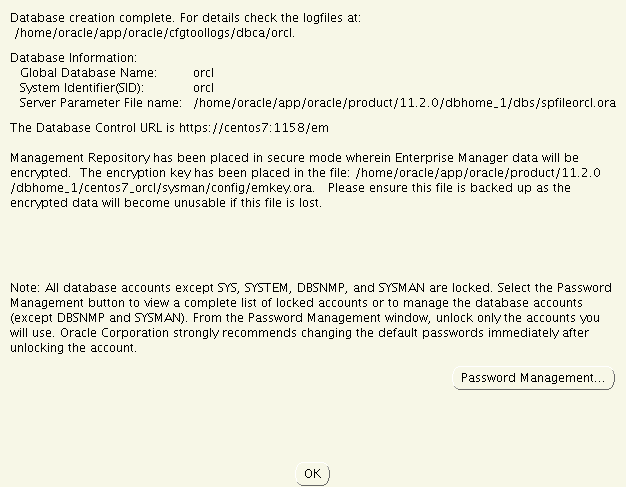 Database creation complete. For details check the logfiles at:
/home/oracle/app/oracle/cfgtoollogs/dbca/orcl.
Database Information:
Global Database Name: orcl
System Identifier(SID): orcl
Server Parameter File name: /home/oracle/app/oracle/product/11.2.0/dbhome_1/dbs/spfileorcl.ora
The Database Control URL is https://centos7:1158/em
Management Repository has been placed in secure mode wherein Enterprise Manager data will be
encrypted. The encryption key has been placed in the file: /home/oracle/app/oracle/product/11.2.0
/dbhome_1/centos7_orcl/sysman/config/emkey.ora. Please ensure this file is backed up as the
encrypted data will become unusable if this file is lost.
Note: All database accounts except SYS, SYSTEM, DBSNMP, and SYSMAN are locked. Select the Password
Management button to view a complete list of locked accounts or to manage the database accounts
(except DBSNMP and SYSMAN). From the Password Management window, unlock only the accounts you
will use. Oracle Corporation strongly recommends changing the default passwords immediately after
unlocking the account.
Password Management...
OK